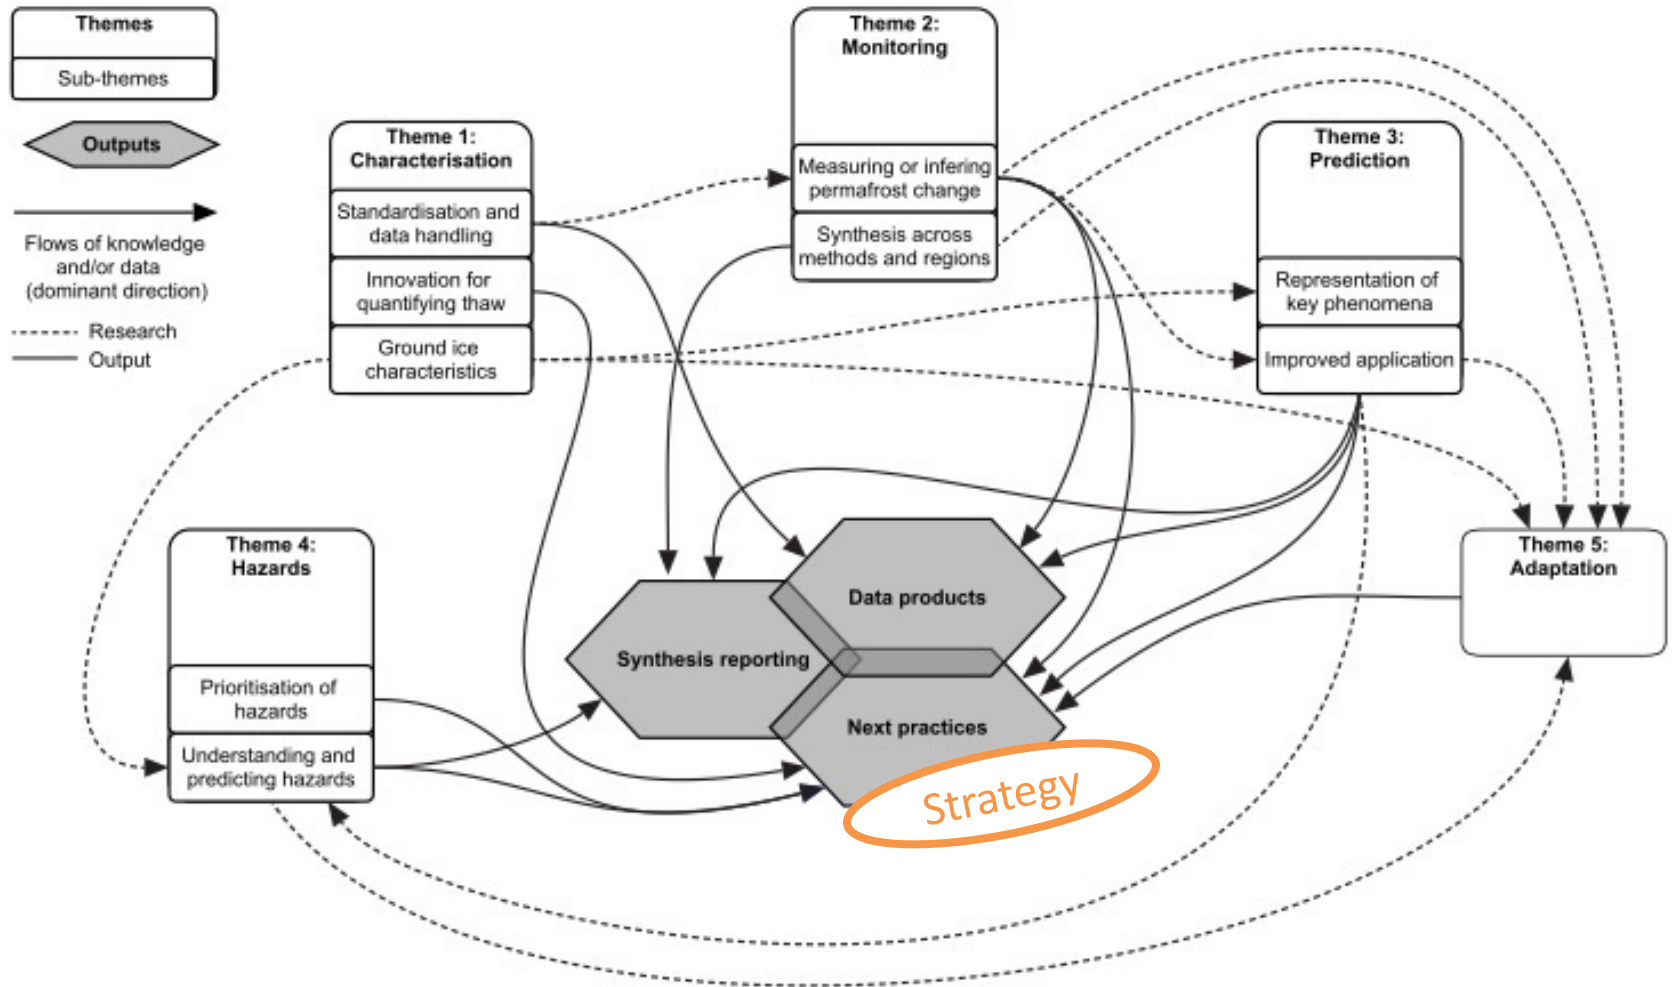 Themes
Sub-themes
Outputs
Flows of knowledge
and/or data
(dominant direction)
Research
Output
Theme 1:
Characterisation
Standardisation and
data handling
Innovation for
quantifying thaw
Ground ice
characteristics
Theme 2:
Monitoring
Measuring or infering
permafrost change
Synthesis across
methods and regions
Theme 3:
Prediction
Representation of
key phenomena
Improved application
Theme 4:
Hazards
Prioritisation of
hazards
Understanding and
predicting hazards
Theme 5:
Adaptation
Data products
Synthesis reporting
Next practices
Strategy